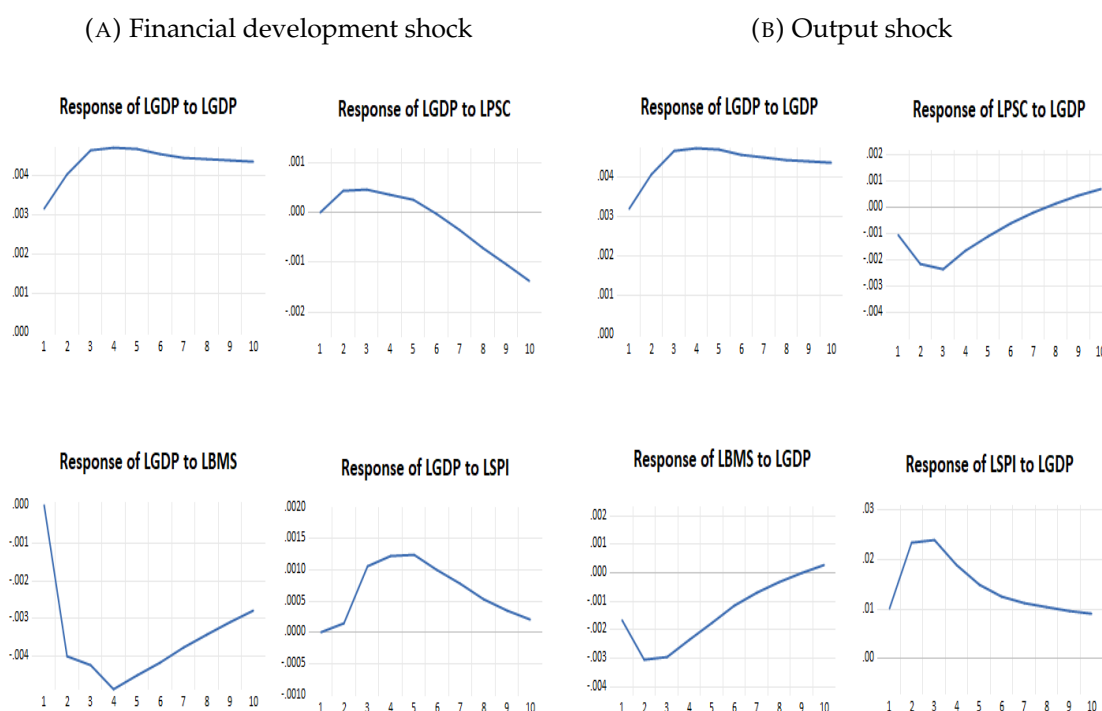 (A) Financial development shock
(B) Output shock
Response of LGDP to LGDP
.004
.003
.002
.001
.000
1 2 3 4 5 6 7 8 9 10
Response of LGDP to LPSC
.001
.000
-.001
-.002
1 2 3 4 5 6 7 8 9 10
Response of LGDP to LGDP
.004
.003
.002
.001
.000
1 2 3 4 5 6 7 8 9 10
Response of LPSC to LGDP
.002
.001
.000
-.001
-.002
-.003
-.004
1 2 3 4 5 6 7 8 9 10
Response of LGDP to LBMS
.000
-.001
-.002
-.003
-.004
1 2 3 4 5 6 7 8 9 10
Response of LGDP to LSPI
.0020
.0015
.0010
.0005
.0000
-.0005
-.0010
1 2 3 4 5 6 7 8 9 10
Response of LBMS to LGDP
.002
.001
.000
-.001
-.002
-.003
-.004
1 2 3 4 5 6 7 8 9 10
Response of LSPI to LGDP
.03
.02
.01
.00
1 2 3 4 5 6 7 8 9 10